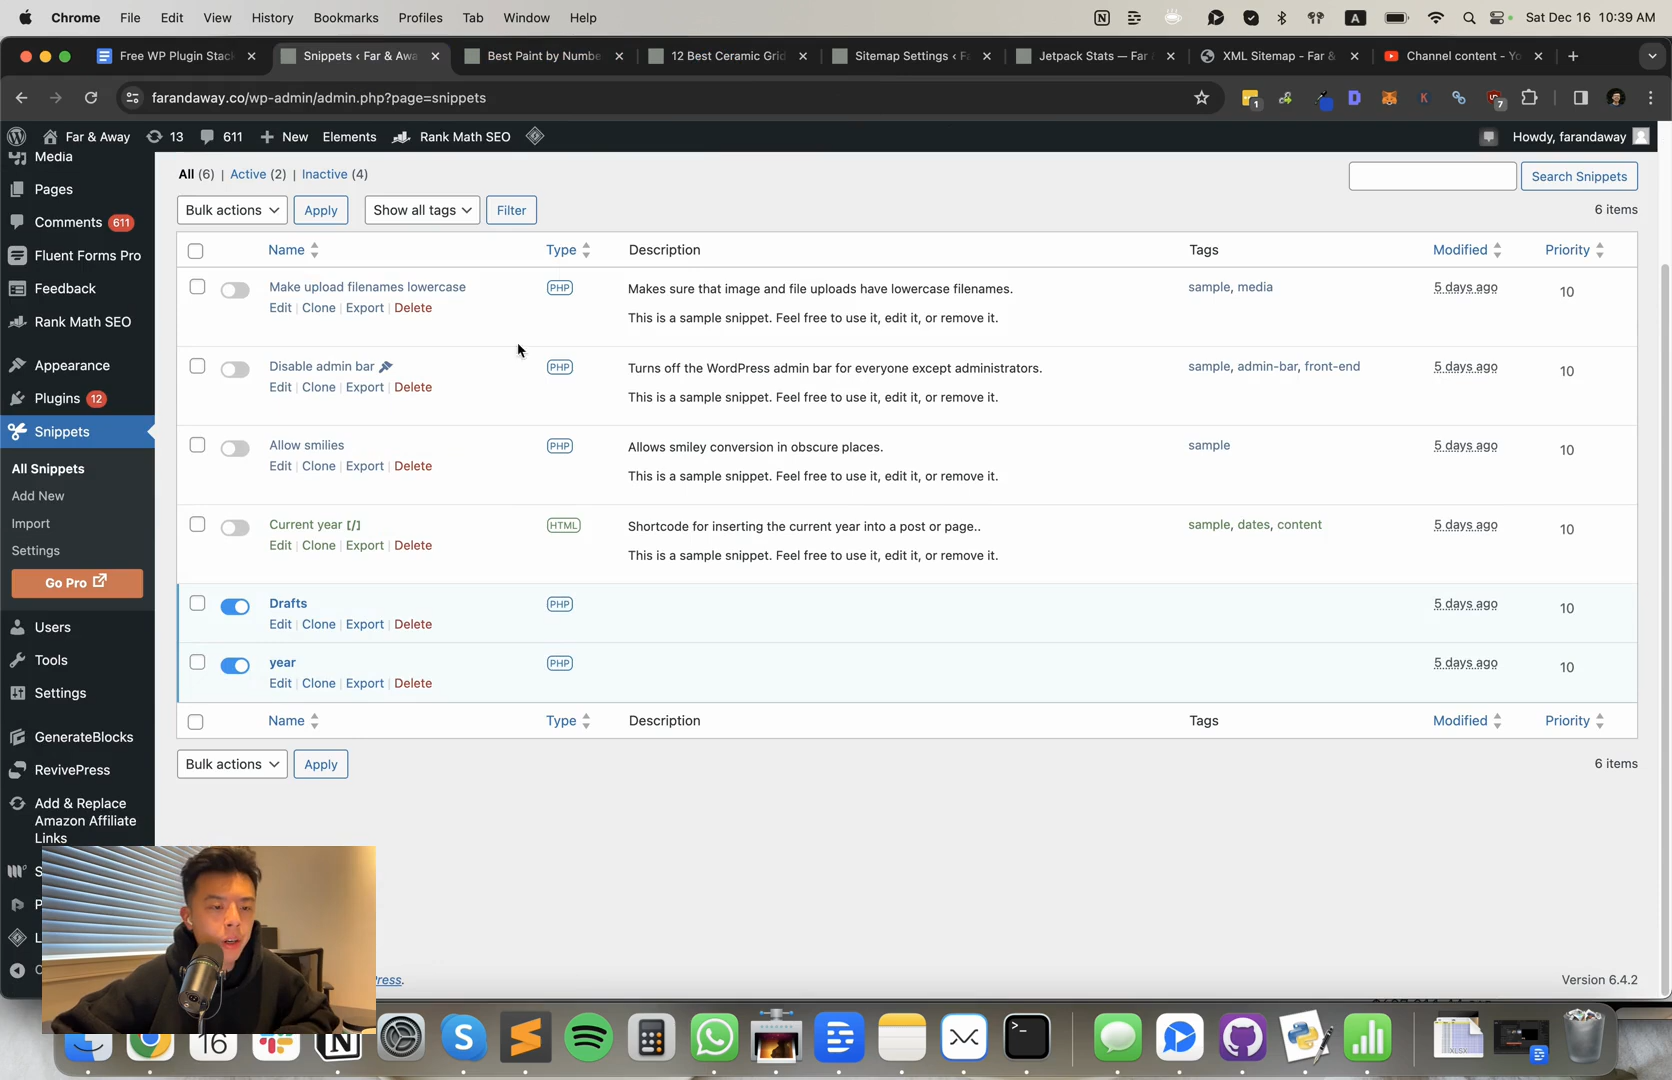 Chrome File Edit View History Bookmarks Profiles Tab Window Help
A Sat Dec 16 10:39 AM
Free WP Plugin Stac
Snippets ‹ Far & Awa
Best Paint by Numbe
12 Best Ceramic Grid
Sitemap Settings ‹ F
Jetpack Stats — Far
XML Sitemap - Far &
Channel content - Yo
farandaway.co/wp-admin/admin.php?page=snippets
1
7
Far & Away 13 611 New Elements Rank Math SEO
Howdy, farandaway
Media
Pages
Comments 611
Fluent Forms Pro
Feedback
Rank Math SEO
Appearance
Plugins 12
Snippets
All Snippets
Add New
Import
Settings
Go Pro
Users
Tools
Settings
GenerateBlocks
RevivePress
Add & Replace
Amazon Affiliate
Links
All (6) | Active (2) | Inactive (4)
Search Snippets
Bulk actions Apply Show all tags Filter
6 items
Name Type Description Tags Modified Priority
Make upload filenames lowercase PHP Makes sure that image and file uploads have lowercase filenames. sample, media 5 days ago 10
Edit | Clone | Export | Delete
This is a sample snippet. Feel free to use it, edit it, or remove it.
Disable admin bar PHP Turns off the WordPress admin bar for everyone except administrators. sample, admin-bar, front-end 5 days ago 10
Edit | Clone | Export | Delete
This is a sample snippet. Feel free to use it, edit it, or remove it.
Allow smilies PHP Allows smiley conversion in obscure places. sample 5 days ago 10
Edit | Clone | Export | Delete
This is a sample snippet. Feel free to use it, edit it, or remove it.
Current year [/] HTML Shortcode for inserting the current year into a post or page.. sample, dates, content 5 days ago 10
Edit | Clone | Export | Delete
This is a sample snippet. Feel free to use it, edit it, or remove it.
Drafts PHP 5 days ago 10
Edit | Clone | Export | Delete
year PHP 5 days ago 10
Edit | Clone | Export | Delete
Name Type Description Tags Modified Priority
Bulk actions Apply
6 items
ress.
Version 6.4.2
16
XLSX